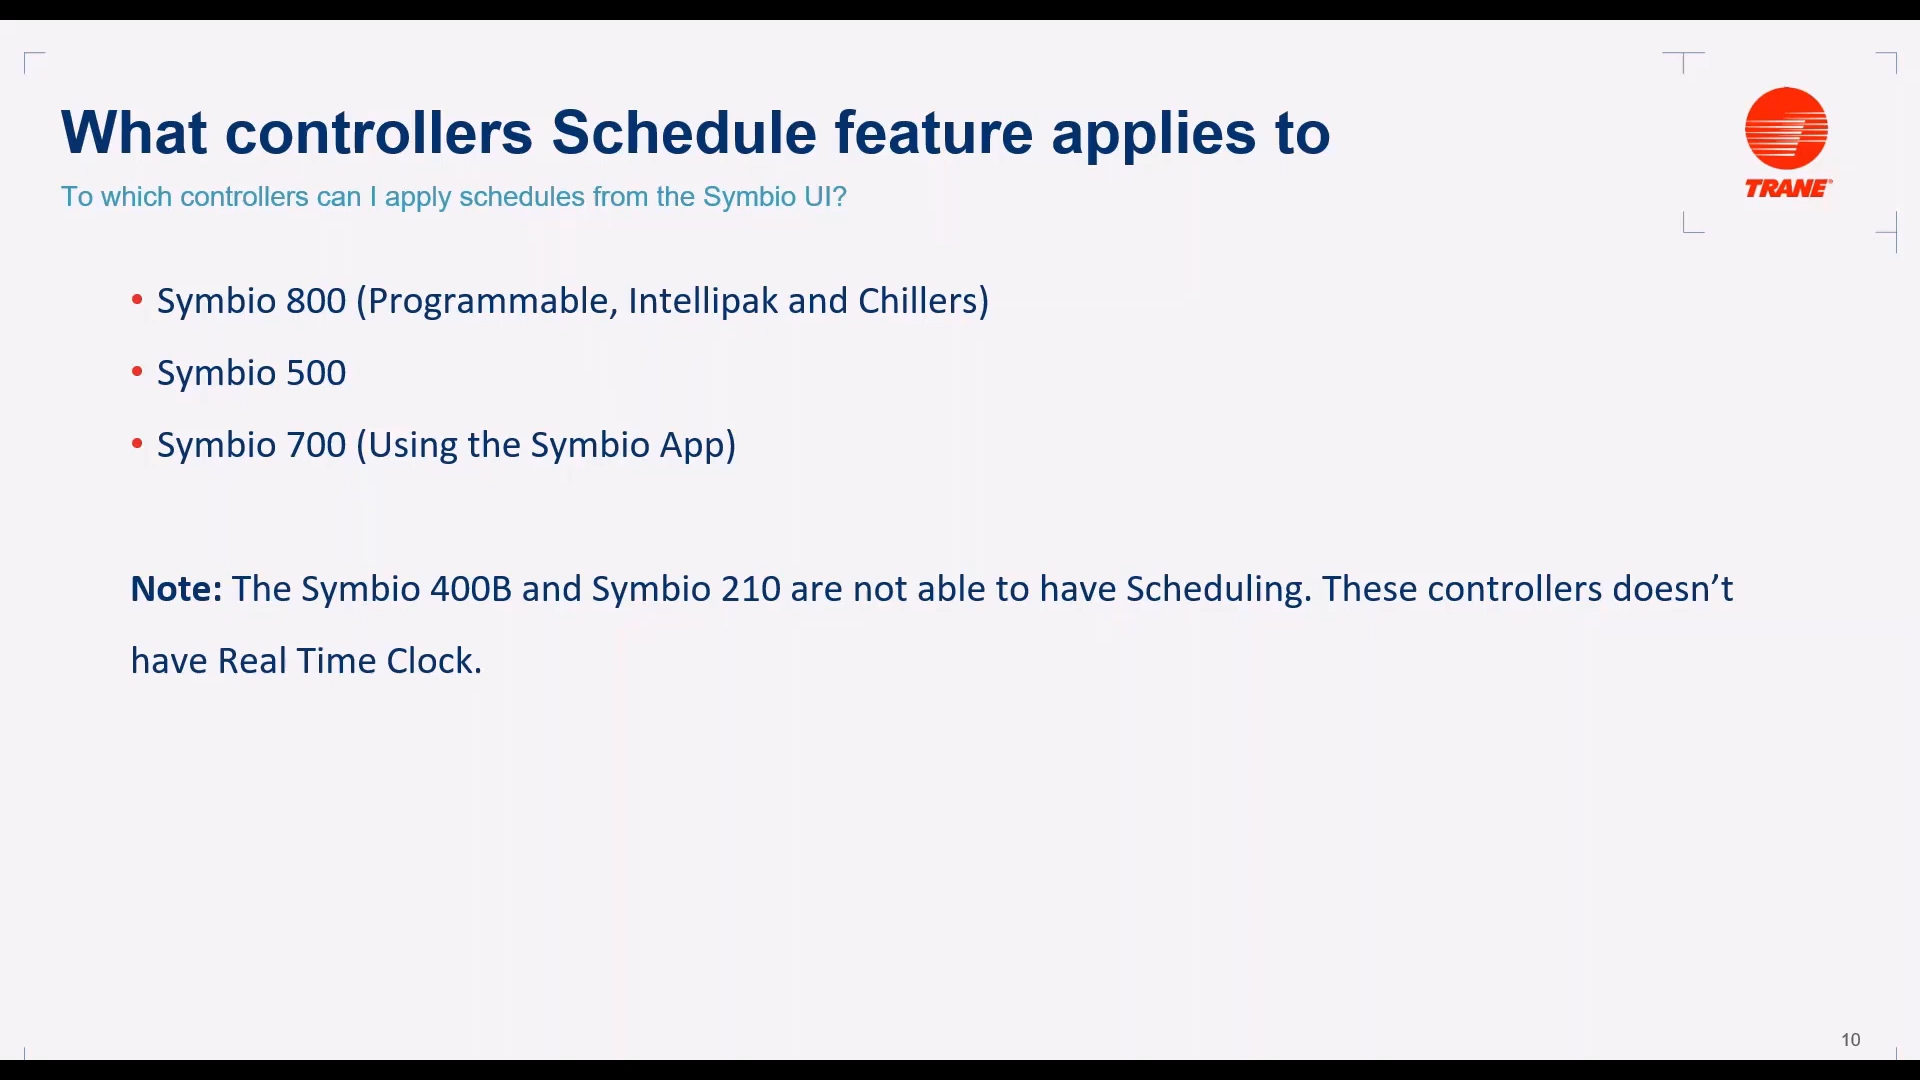 What controllers Schedule feature applies to
To which controllers can I apply schedules from the Symbio UI?
TRANE®
• Symbio 800 (Programmable, Intellipak and Chillers)
• Symbio 500
• Symbio 700 (Using the Symbio App)
Note: The Symbio 400B and Symbio 210 are not able to have Scheduling. These controllers doesn’t
have Real Time Clock.
10